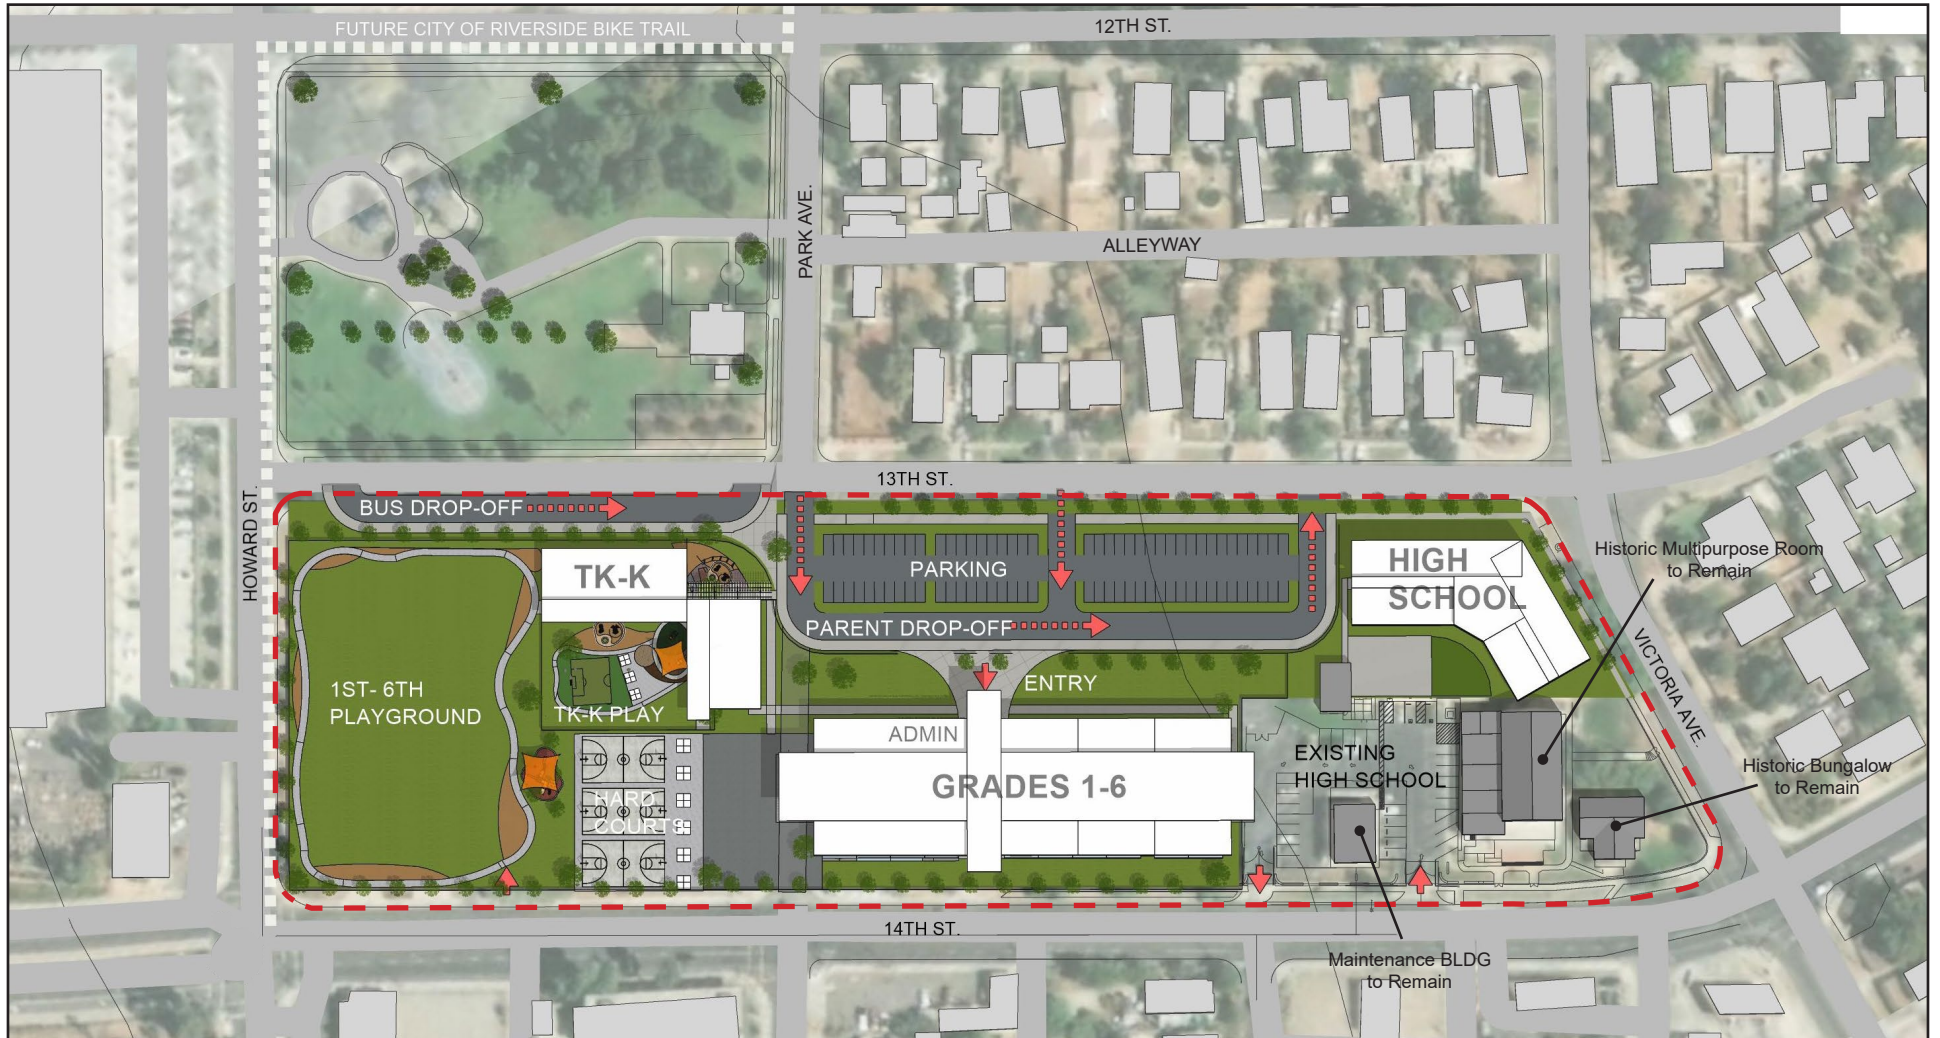 FUTURE CITY OF RIVERSIDE BIKE TRAIL
12TH ST.
PARK AVE.
ALLEYWAY
13TH ST.
HOWARD ST.
BUS DROP-OFF
PARKING
PARENT DROP-OFF
TK-K
HIGH
SCHOOL
Historic Multipurpose Room
to Remain
VICTORIA AVE.
1ST- 6TH
PLAYGROUND
TK-K PLAY
ENTRY
ADMIN
GRADES 1-6
HARD
COURTS
EXISTING
HIGH SCHOOL
Historic Bungalow
to Remain
14TH ST.
Maintenance BLDG
to Remain